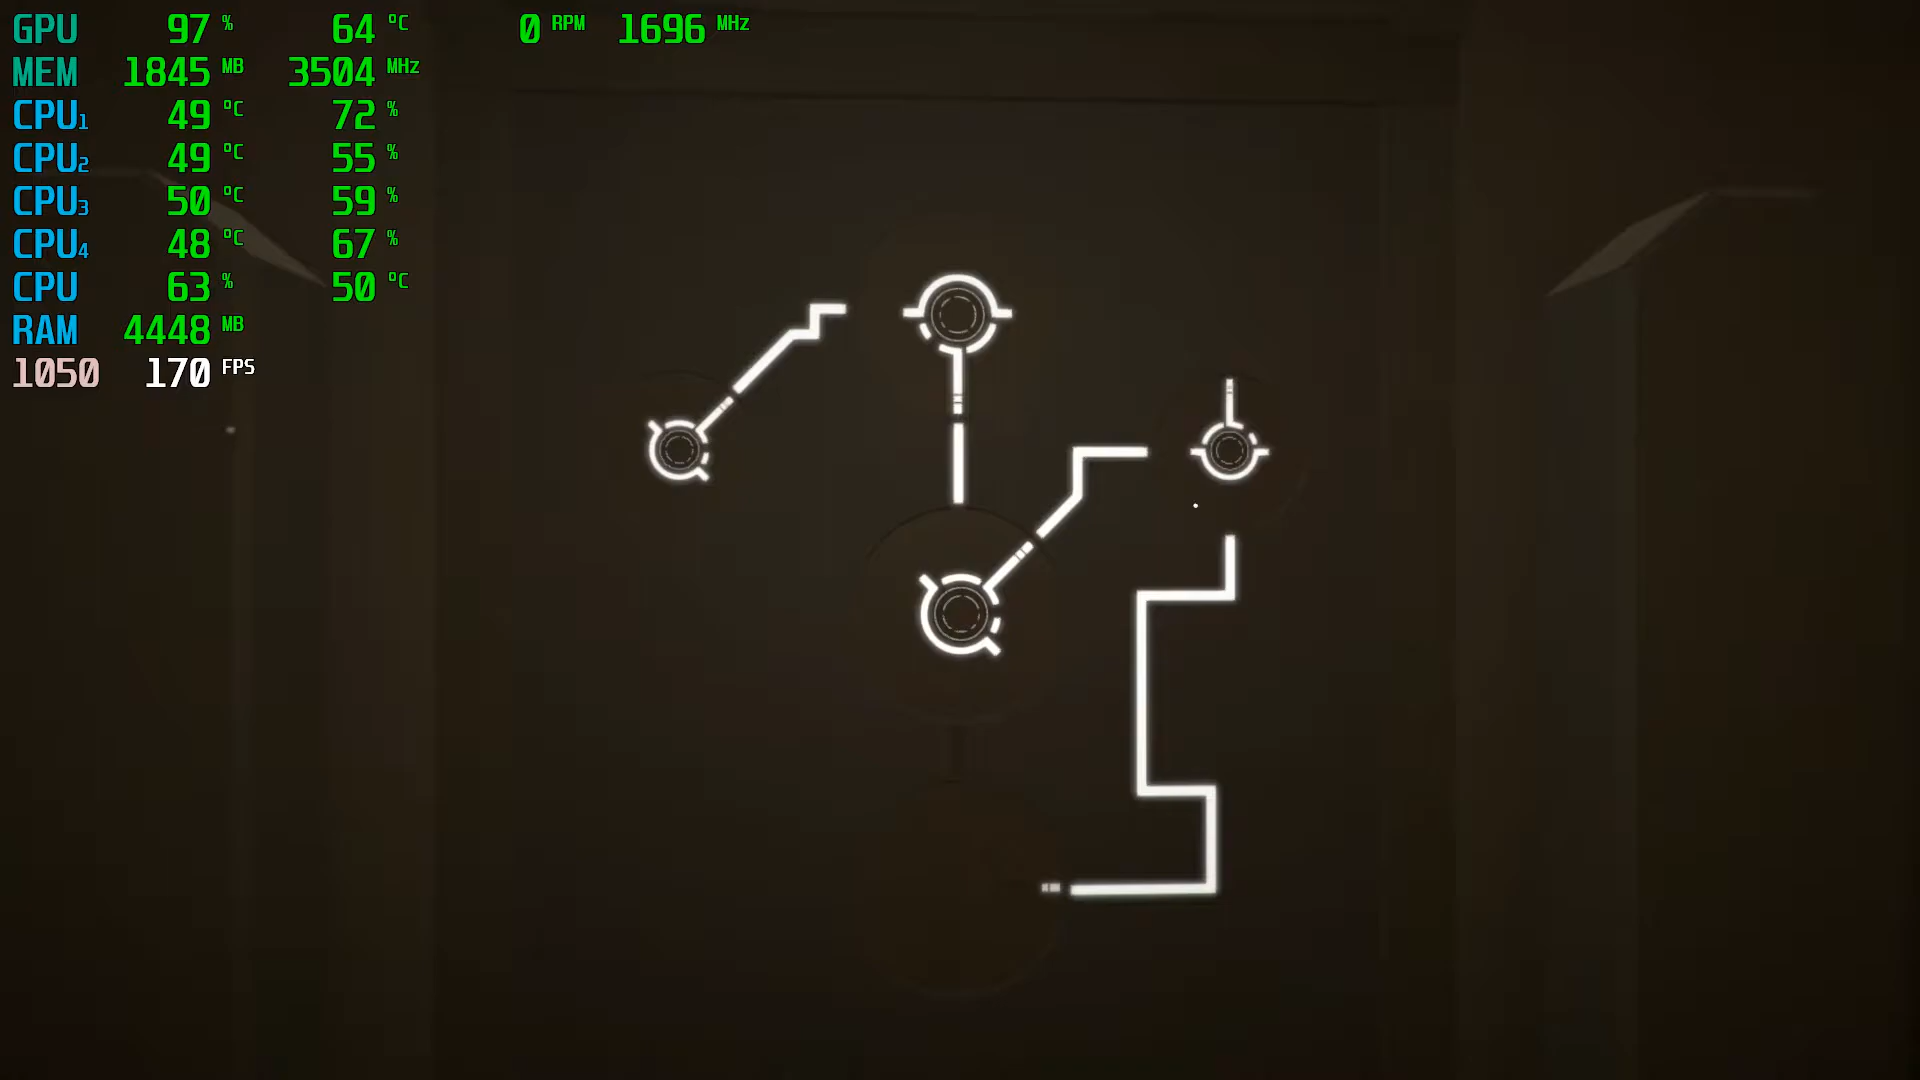 GPU 97 % 64 °C 0 RPM 1696 MHz
MEM 1845 MB 3504 MHz
CPU1 49 °C 72 %
CPU2 49 °C 55 %
CPU3 50 °C 59 %
CPU4 48 °C 67 %
CPU 63 % 50 °C
RAM 4448 MB
1050 170 FPS